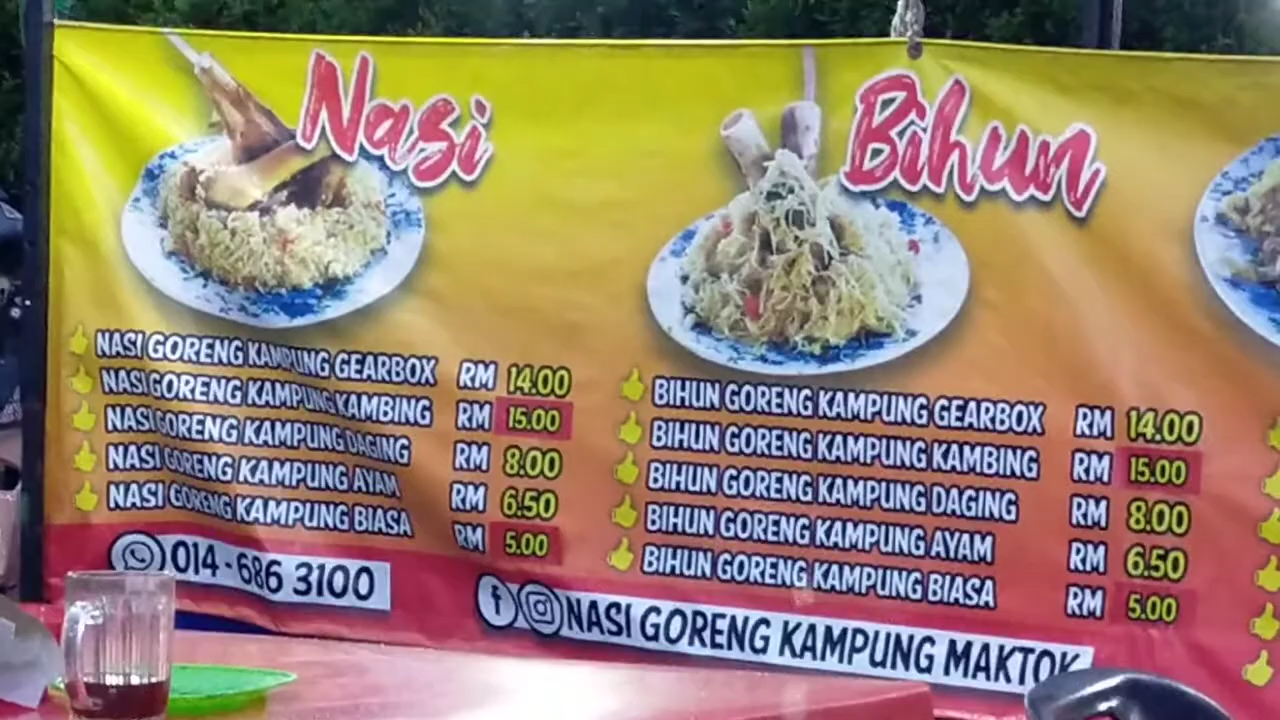 Nasi
NASI GORENG KAMPUNG GEARBOX RM 14.00
NASI GORENG KAMPUNG KAMBING RM 15.00
NASI GORENG KAMPUNG DAGING RM 8.00
NASI GORENG KAMPUNG AYAM RM 6.50
NASI GORENG KAMPUNG BIASA RM 5.00
014-686 3100
Bihun
BIHUN GORENG KAMPUNG GEARBOX RM 14.00
BIHUN GORENG KAMPUNG KAMBING RM 15.00
BIHUN GORENG KAMPUNG DAGING RM 8.00
BIHUN GORENG KAMPUNG AYAM RM 6.50
BIHUN GORENG KAMPUNG BIASA RM 5.00
NASI GORENG KAMPUNG MAKTOK